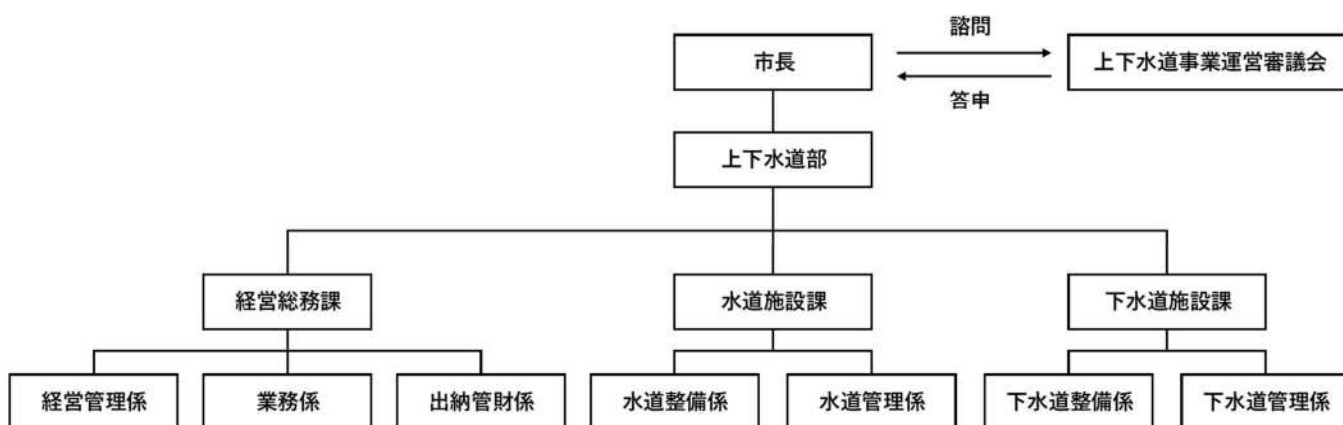 諮問
市長
上下水道事業運営審議会
答申
上下水道部
経営総務課
水道施設課
下水道施設課
経営管理係
業務係
出納管財係
水道整備係
水道管理係
下水道整備係
下水道管理係